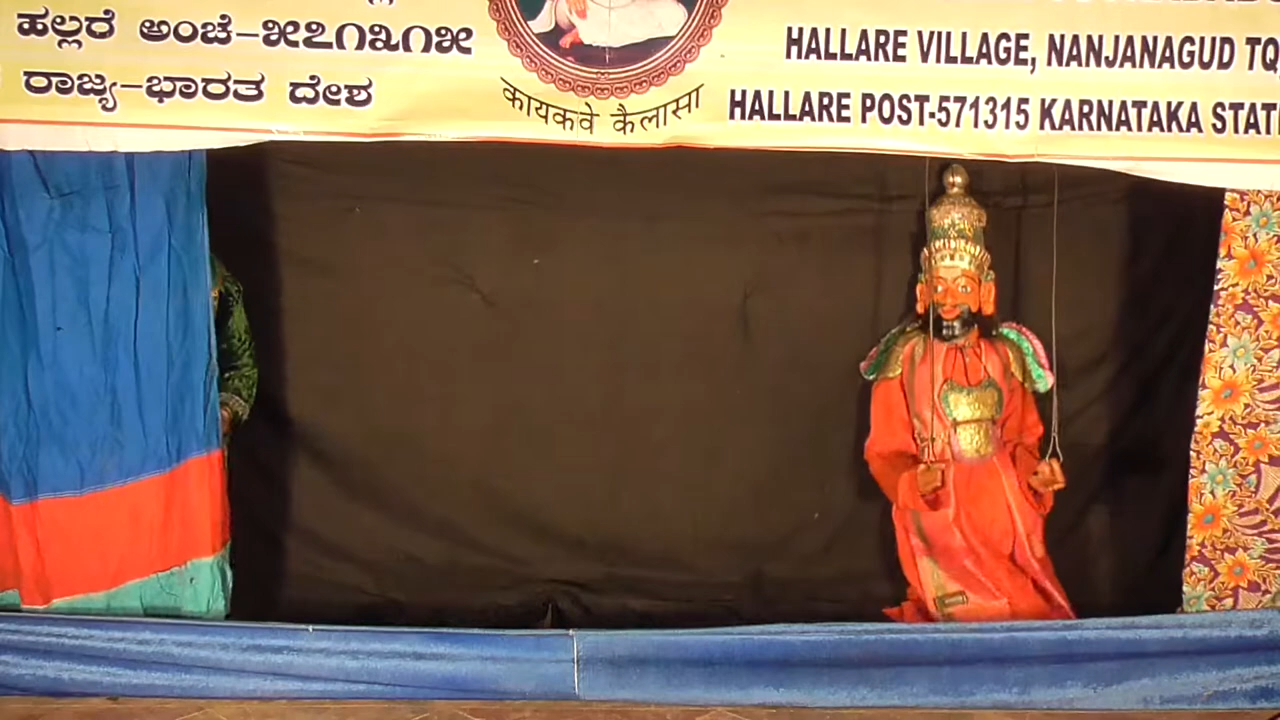 ಹಲ್ಲರೆ ಅಂಚೆ-೫೭೧೩೧೫
ರಾಜ್ಯ-ಭಾರತ ದೇಶ
कायकवे कैलासा
HALLARE VILLAGE, NANJANAGUD TQ
HALLARE POST-571315 KARNATAKA STAT